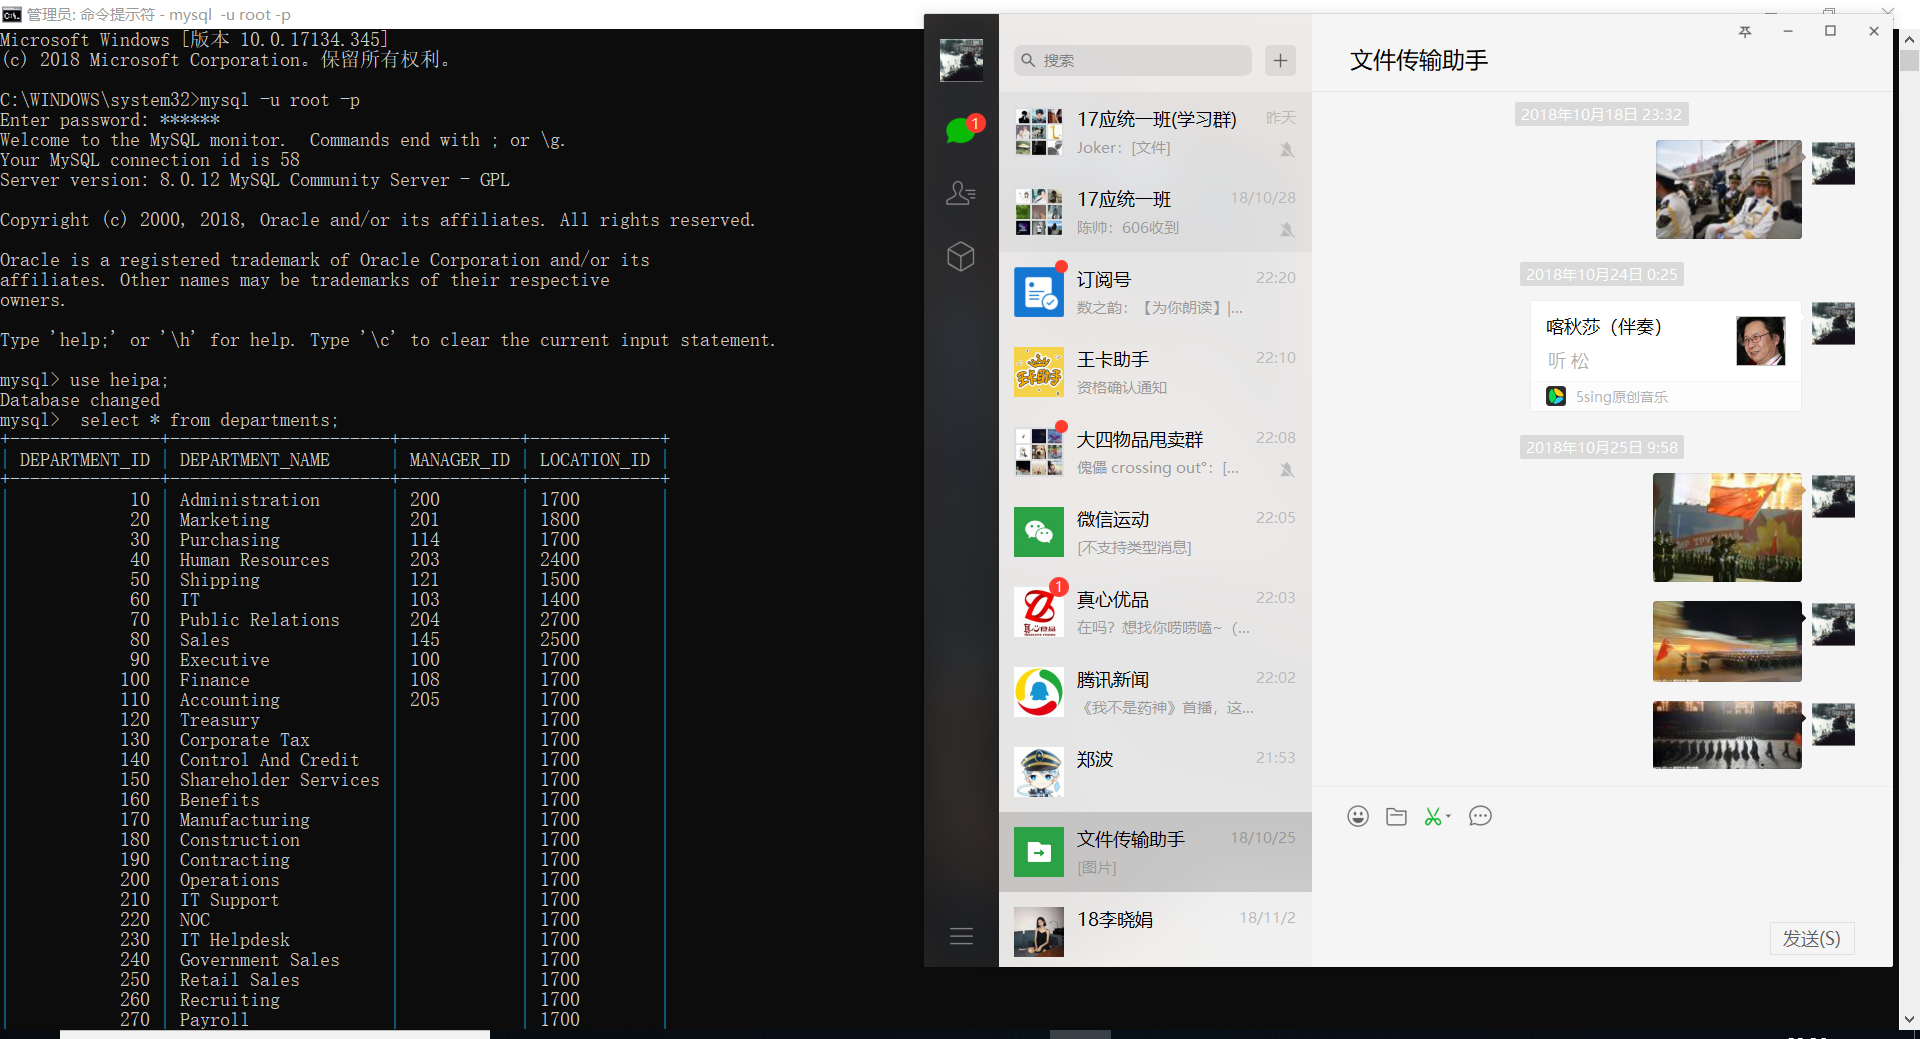 管理员: 命令提示符 - mysql  -u root -p
Microsoft Windows [版本 10.0.17134.345]
(c) 2018 Microsoft Corporation。保留所有权利。
C:\WINDOWS\system32>mysql -u root -p
Enter password: ******
Welcome to the MySQL monitor.  Commands end with ; or \g.
Your MySQL connection id is 58
Server version: 8.0.12 MySQL Community Server - GPL
Copyright (c) 2000, 2018, Oracle and/or its affiliates. All rights reserved.
Oracle is a registered trademark of Oracle Corporation and/or its
affiliates. Other names may be trademarks of their respective
owners.
Type 'help;' or '\h' for help. Type '\c' to clear the current input statement.
mysql> use heipa;
Database changed
mysql>  select * from departments;
+---------------+----------------------+------------+-------------+
| DEPARTMENT_ID | DEPARTMENT_NAME      | MANAGER_ID | LOCATION_ID |
+---------------+----------------------+------------+-------------+
|            10 | Administration       | 200        | 1700        |
|            20 | Marketing            | 201        | 1800        |
|            30 | Purchasing           | 114        | 1700        |
|            40 | Human Resources      | 203        | 2400        |
|            50 | Shipping             | 121        | 1500        |
|            60 | IT                   | 103        | 1400        |
|            70 | Public Relations     | 204        | 2700        |
|            80 | Sales                | 145        | 2500        |
|            90 | Executive            | 100        | 1700        |
|           100 | Finance              | 108        | 1700        |
|           110 | Accounting           | 205        | 1700        |
|           120 | Treasury             |            | 1700        |
|           130 | Corporate Tax        |            | 1700        |
|           140 | Control And Credit   |            | 1700        |
|           150 | Shareholder Services |            | 1700        |
|           160 | Benefits             |            | 1700        |
|           170 | Manufacturing        |            | 1700        |
|           180 | Construction         |            | 1700        |
|           190 | Contracting          |            | 1700        |
|           200 | Operations           |            | 1700        |
|           210 | IT Support           |            | 1700        |
|           220 | NOC                  |            | 1700        |
|           230 | IT Helpdesk          |            | 1700        |
|           240 | Government Sales     |            | 1700        |
|           250 | Retail Sales         |            | 1700        |
|           260 | Recruiting           |            | 1700        |
|           270 | Payroll              |            | 1700        |
1
搜索
17应统一班(学习群) 昨天
Joker：[文件]
17应统一班 18/10/28
陈帅：606收到
订阅号 22:20
数之韵：【为你朗读】|...
王卡助手
王卡助手 22:10
资格确认通知
大四物品甩卖群 22:08
傀儡 crossing out°：[...
微信运动 22:05
[不支持类型消息]
1
真心食品
真心优品 22:03
在吗？想找你唠唠嗑~（...
腾讯新闻 22:02
《我不是药神》首播，这...
郑波 21:53
文件传输助手 18/10/25
[图片]
18李晓娟 18/11/2
文件传输助手
2018年10月18日 23:32
2018年10月24日 0:25
喀秋莎（伴奏）
听 松
5sing原创音乐
2018年10月25日 9:58
发送(S)